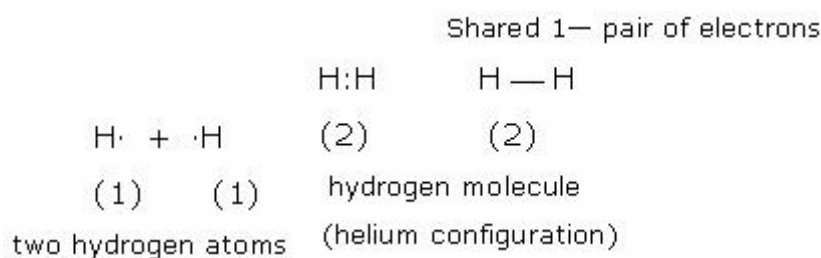 Shared 1— pair of electrons
H:H H — H
(2) (2)
hydrogen molecule
(helium configuration)
H· + ·H
(1) (1)
two hydrogen atoms